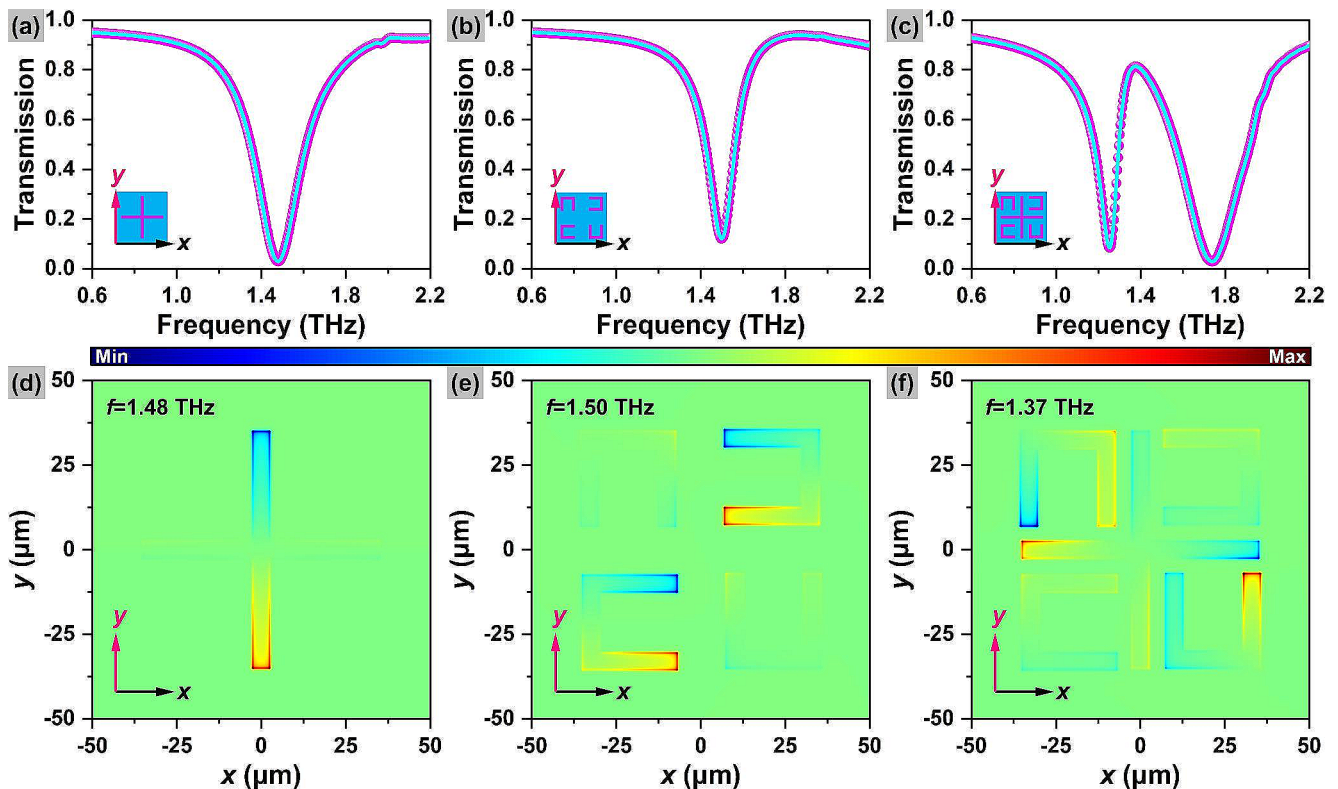 (a)
1.0
0.8
0.6
0.4
0.2
0.0
Transmission
y
x
0.6 1.0 1.4 1.8 2.2
Frequency (THz)
(b)
1.0
0.8
0.6
0.4
0.2
0.0
Transmission
y
x
0.6 1.0 1.4 1.8 2.2
Frequency (THz)
(c)
1.0
0.8
0.6
0.4
0.2
0.0
Transmission
y
x
0.6 1.0 1.4 1.8 2.2
Frequency (THz)
Min Max
(d)
f=1.48 THz
50
25
0
-25
-50
y (μm)
y
x
-50 -25 0 25 50
x (μm)
(e)
f=1.50 THz
50
25
0
-25
-50
y (μm)
y
x
-50 -25 0 25 50
x (μm)
(f)
f=1.37 THz
50
25
0
-25
-50
y (μm)
y
x
-50 -25 0 25 50
x (μm)